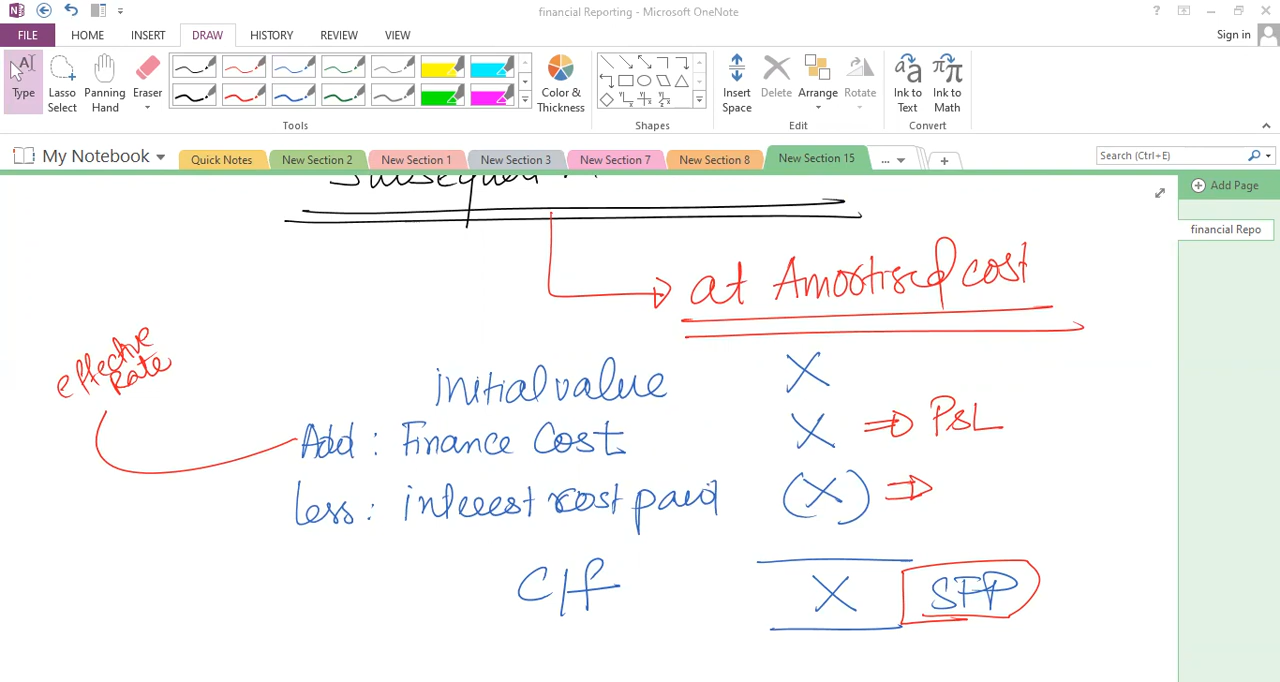 financial Reporting - Microsoft OneNote
Sign in
FILE HOME INSERT DRAW HISTORY REVIEW VIEW
Type
Lasso Select
Panning Hand
Eraser
Color & Thickness
Insert Space
Delete
Arrange
Rotate
Ink to Text
Ink to Math
Tools
Shapes
Edit
Convert
My Notebook
Quick Notes
New Section 2
New Section 1
New Section 3
New Section 7
New Section 8
New Section 15
...
Search (Ctrl+E)
Add Page
financial Repo
Subsequent
at Amortised cost
effective Rate
initial value X
Add: Finance Cost X ⇒ P&L
less: interest cost paid (X) ⇒
C/f X SFP